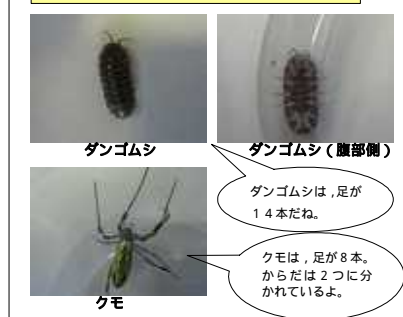 ダンゴムシ
ダンゴムシ（腹部側）
ダンゴムシは，足が
１４本だね。
クモは，足が８本。
からだは２つに分
かれているよ。
クモ